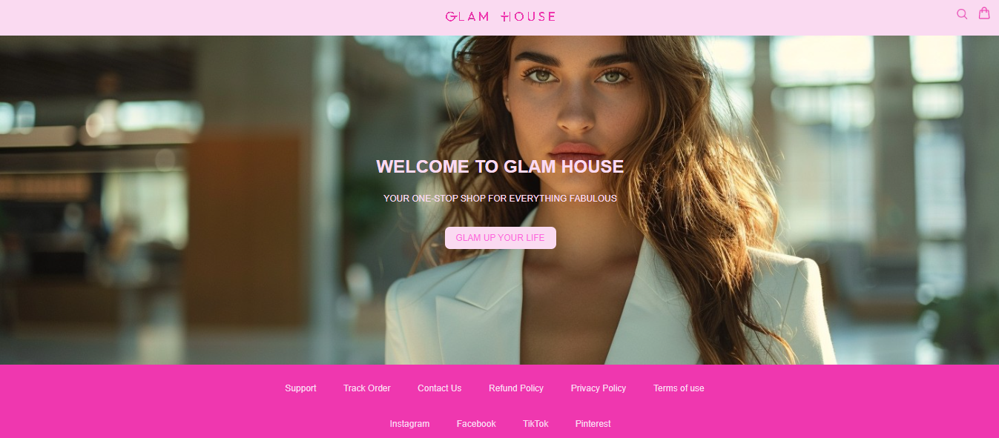 GLAM HOUSE
WELCOME TO GLAM HOUSE
YOUR ONE-STOP SHOP FOR EVERYTHING FABULOUS
GLAM UP YOUR LIFE
Support Track Order Contact Us Refund Policy Privacy Policy Terms of use
Instagram Facebook TikTok Pinterest